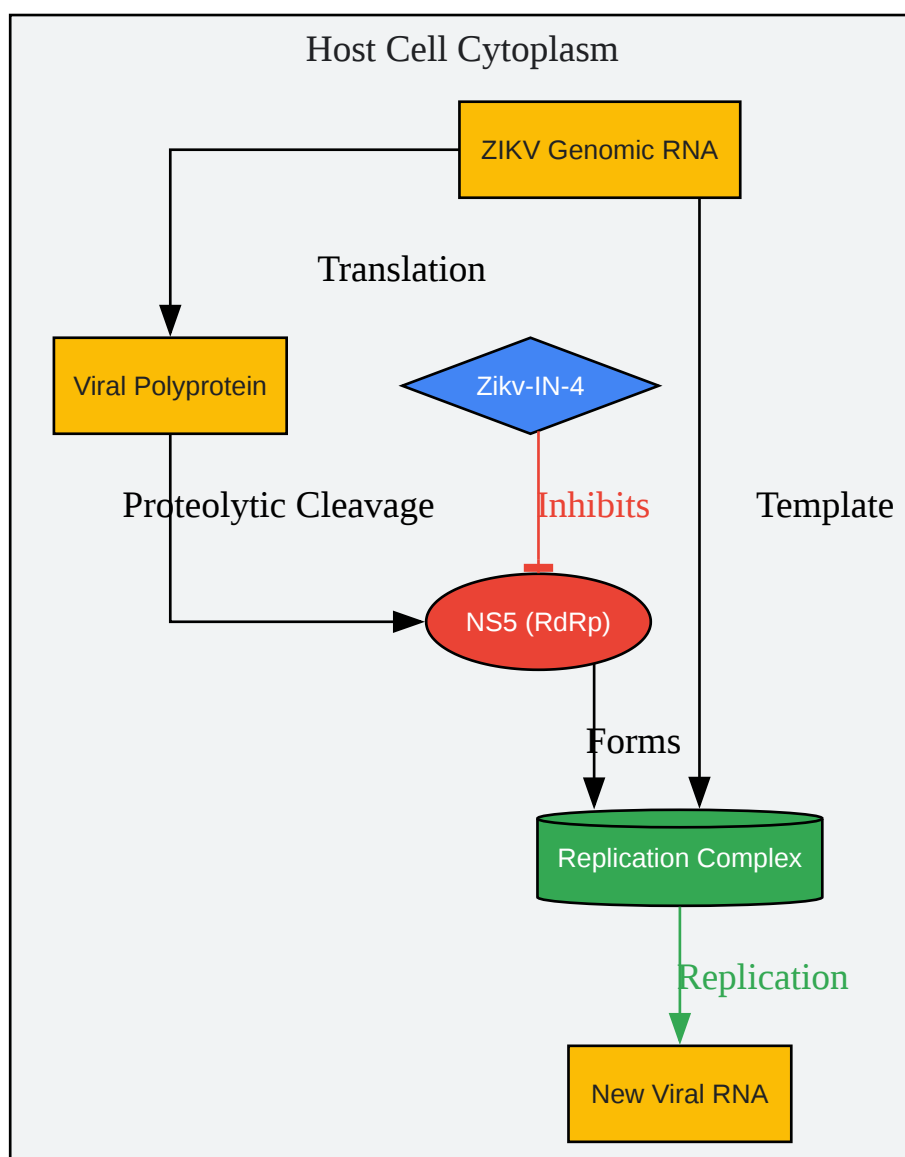 Host Cell Cytoplasm
ZIKV Genomic RNA
Translation
Viral Polyprotein
Zikv-IN-4
Proteolytic Cleavage
Inhibits
Template
NS5 (RdRp)
Forms
Replication Complex
Replication
New Viral RNA